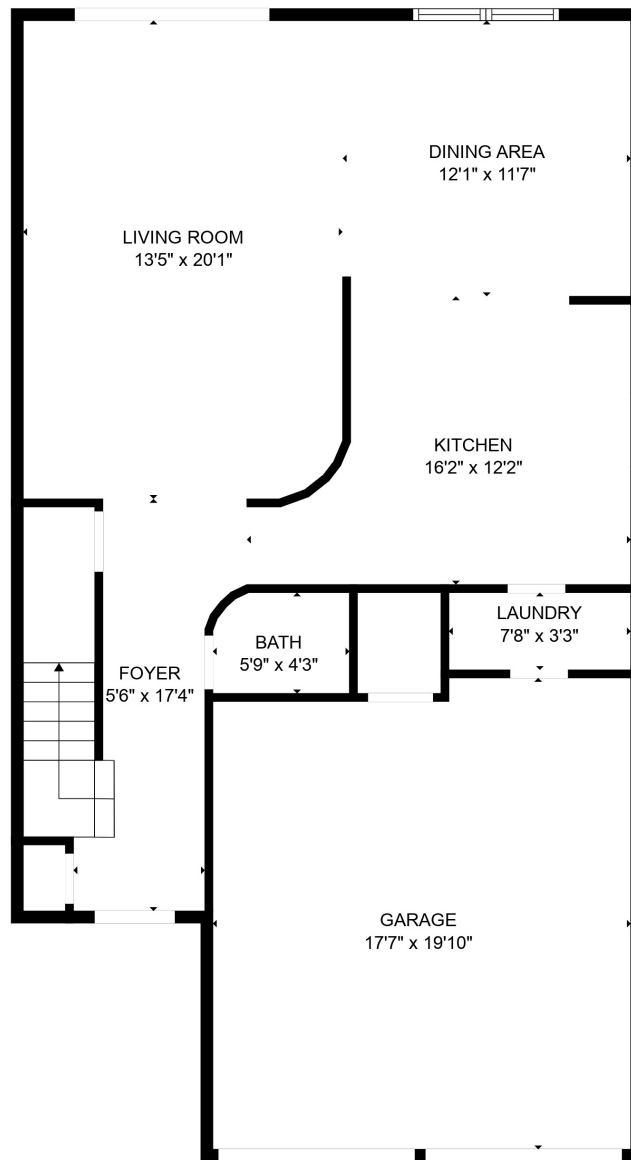 DINING AREA
12'1" x 11'7"
LIVING ROOM
13'5" x 20'1"
KITCHEN
16'2" x 12'2"
LAUNDRY
7'8" x 3'3"
BATH
5'9" x 4'3"
FOYER
5'6" x 17'4"
GARAGE
17'7" x 19'10"